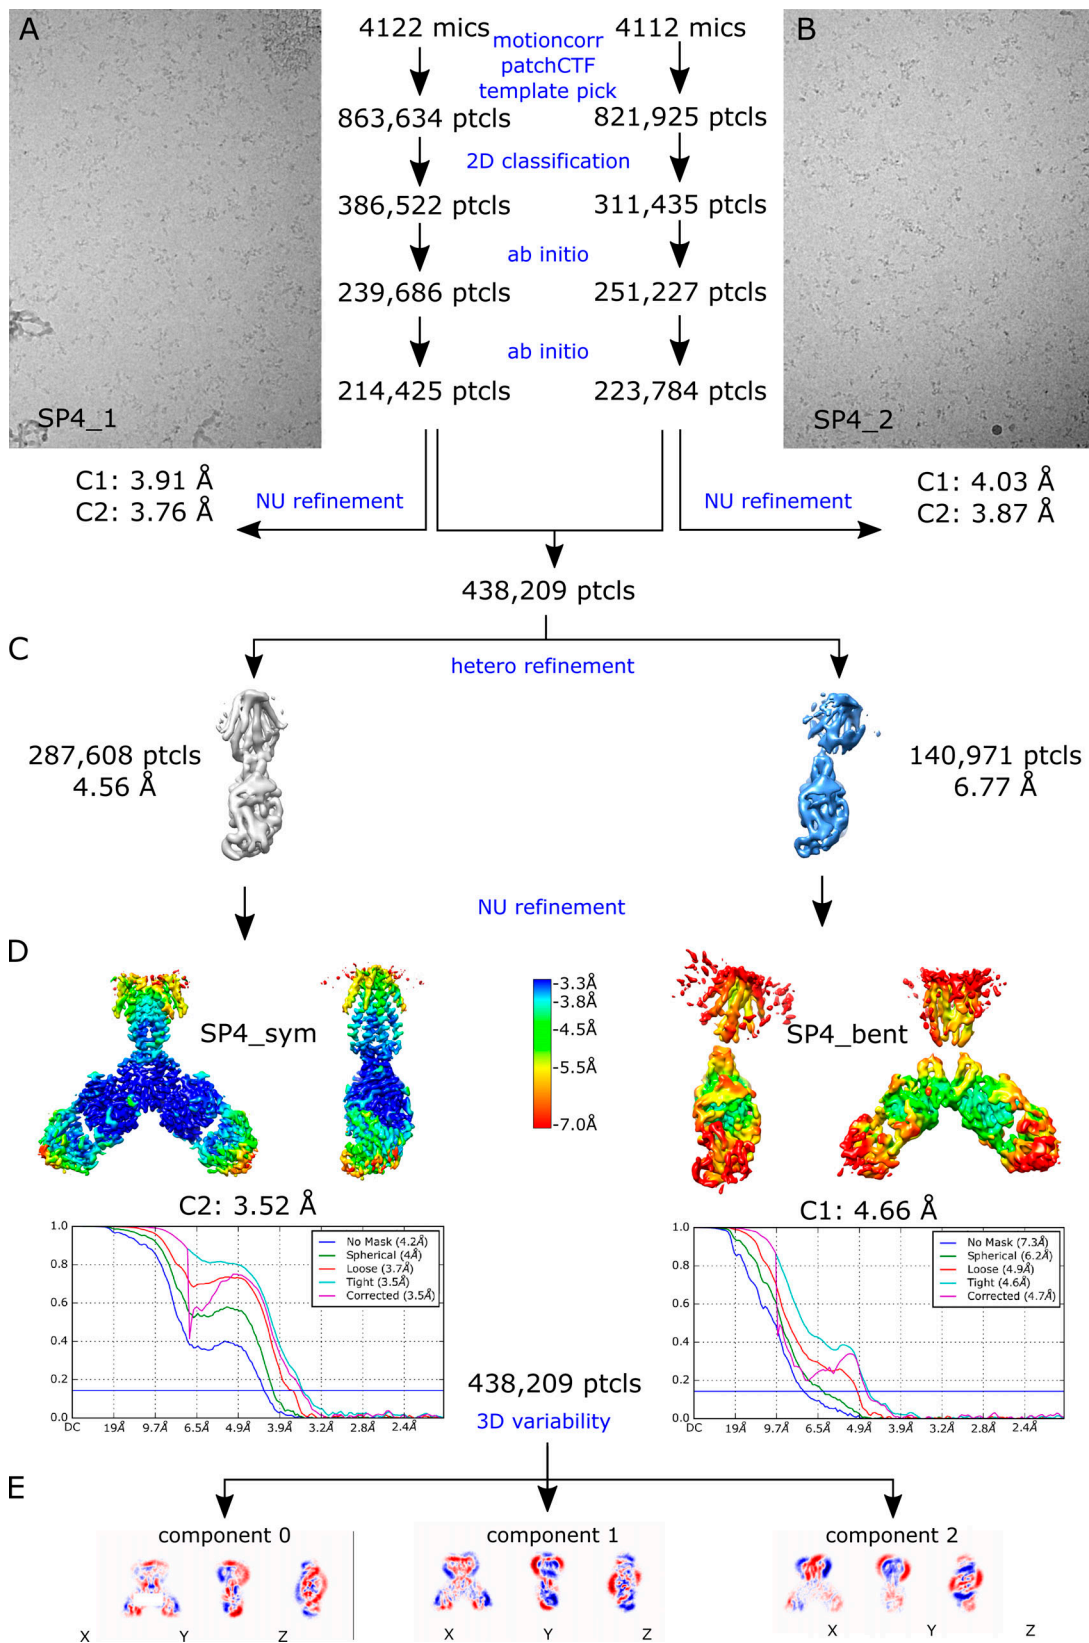 A
4122 mics
4112 mics
B
motioncorr
patchCTF
template pick
863,634 ptcls
821,925 ptcls
2D classification
386,522 ptcls
311,435 ptcls
ab initio
239,686 ptcls
251,227 ptcls
ab initio
214,425 ptcls
223,784 ptcls
SP4_1
SP4_2
C1: 3.91 Å
C2: 3.76 Å
NU refinement
NU refinement
C1: 4.03 Å
C2: 3.87 Å
438,209 ptcls
C
hetero refinement
287,608 ptcls
4.56 Å
140,971 ptcls
6.77 Å
NU refinement
D
SP4_sym
-3.3Å
-3.8Å
-4.5Å
-5.5Å
-7.0Å
SP4_bent
C2: 3.52 Å
C1: 4.66 Å
1.0
0.8
0.6
0.4
0.2
0.0
No Mask (4.2Å)
Spherical (4Å)
Loose (3.7Å)
Tight (3.5Å)
Corrected (3.5Å)
DC 19Å 9.7Å 6.5Å 4.9Å 3.9Å 3.2Å 2.8Å 2.4Å
1.0
0.8
0.6
0.4
0.2
0.0
No Mask (7.3Å)
Spherical (6.2Å)
Loose (4.9Å)
Tight (4.6Å)
Corrected (4.7Å)
DC 19Å 9.7Å 6.5Å 4.9Å 3.9Å 3.2Å 2.8Å 2.4Å
438,209 ptcls
3D variability
E
component 0
component 1
component 2
X Y Z
X Y Z
X Y Z